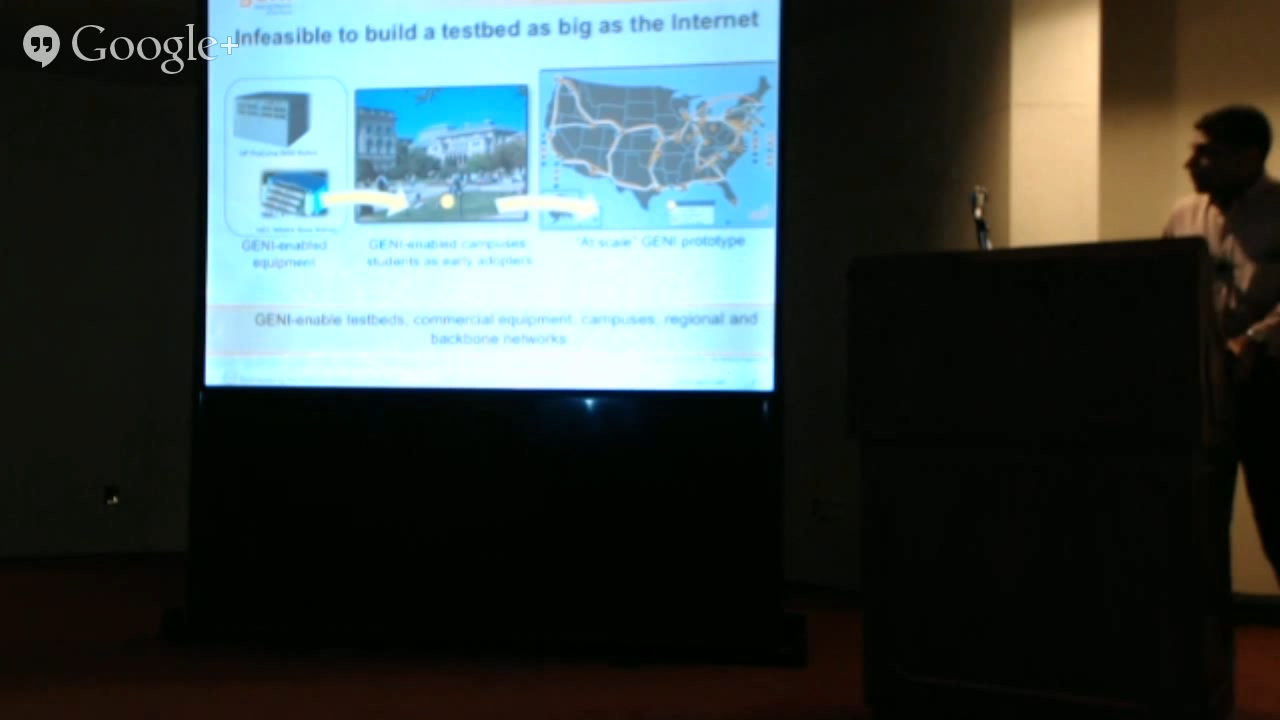 Google+
Infeasible to build a testbed as big as the Internet
GENI-enabled
equipment
GENI-enabled campuses,
students as early adopters
"At scale" GENI prototype
GENI-enable testbeds, commercial equipment, campuses, regional and
backbone networks